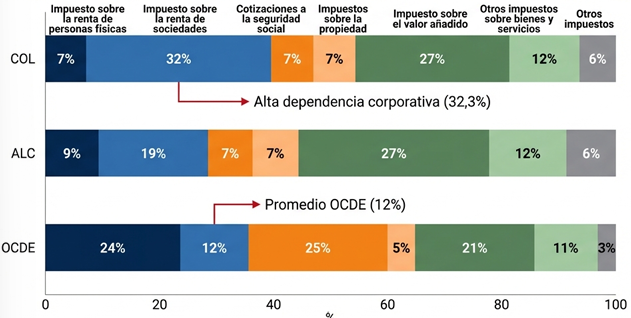 Impuesto sobre
la renta de
personas físicas
Impuesto sobre
la renta de
sociedades
Cotizaciones a
la seguridad
social
Impuestos
sobre la
propiedad
Impuesto sobre
el valor añadido
Otros impuestos
sobre bienes y
servicios
Otros
impuestos
COL
7%
32%
7%
7%
27%
12%
6%
Alta dependencia corporativa (32,3%)
ALC
9%
19%
7%
7%
27%
12%
6%
Promedio OCDE (12%)
OCDE
24%
12%
25%
5%
21%
11%
3%
0
20
40
60
80
100
%